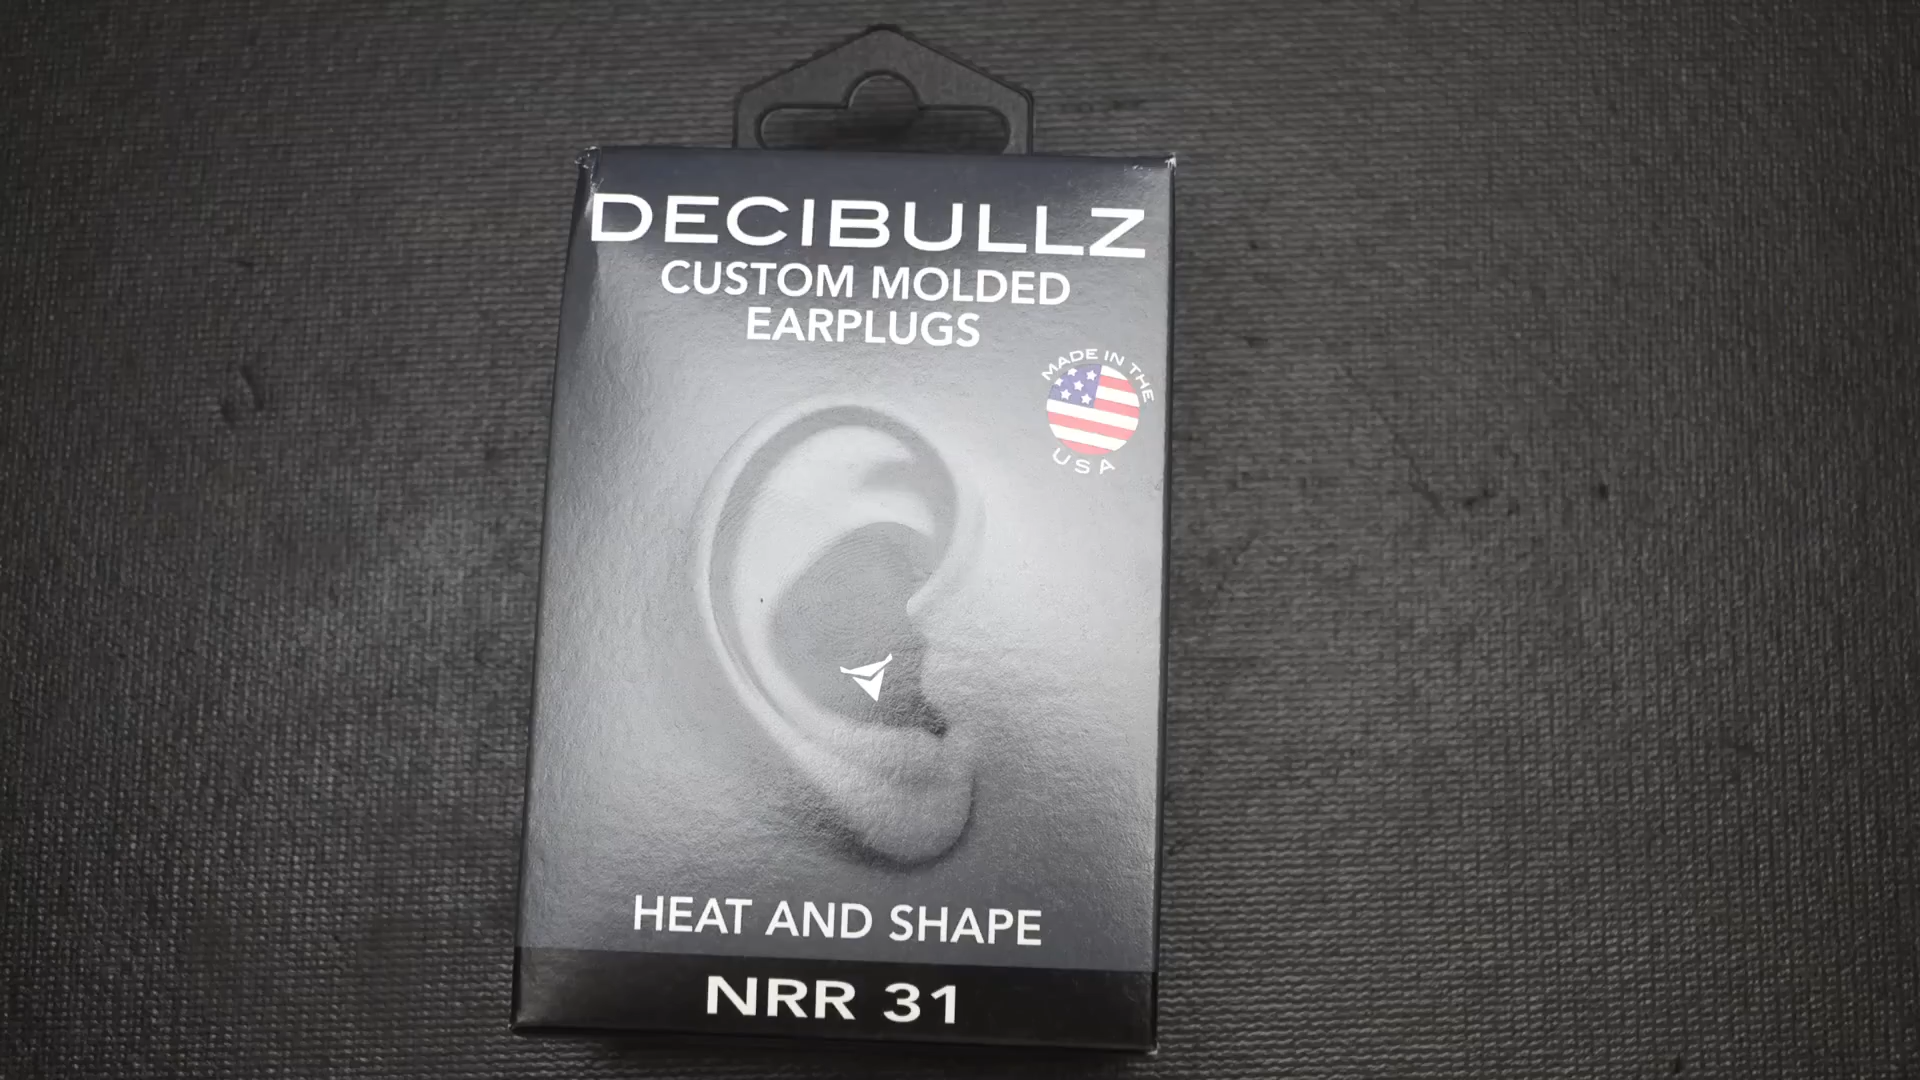 DECIBULLZ
CUSTOM MOLDED
EARPLUGS
MADE IN THE
USA
HEAT AND SHAPE
NRR 31